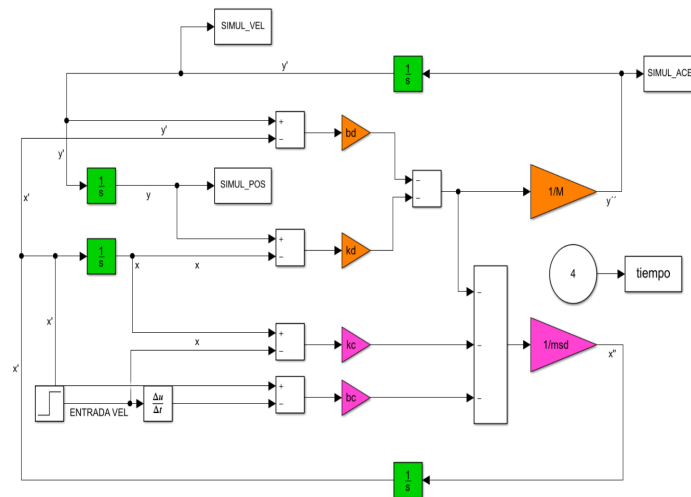 SIMUL_VEL
y'
1
s
SIMUL_ACE
+
−
y'
bd
y'
x'
1
s
y
SIMUL_POS
−
−
1/M
y´´
+
−
kd
1
s
x
x
4
tiempo
x'
−
−
−
+
−
kc
x
1/msd
x''
x'
ENTRADA VEL
Δu
Δt
+
−
bc
1
s